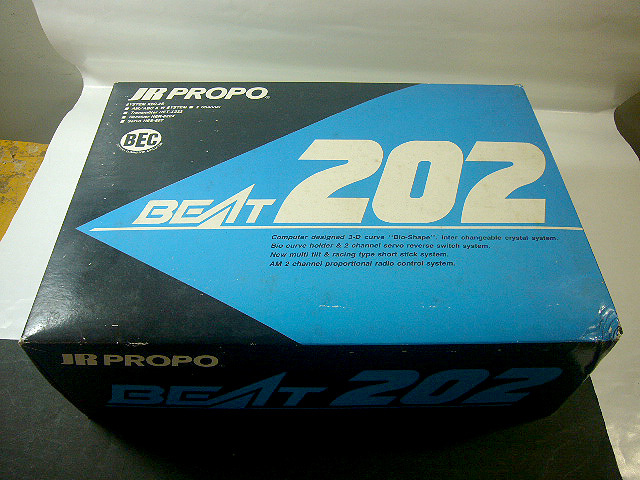 JR PROPO®
■ 2 channel
BEC
BEAT 202
Computer designed 3-D curve "Bio-Shape". Inter changeable crystal system.
Bio curve holder & 2 channel servo reverse switch system.
New multi tilt & racing type short stick system.
AM 2 channel proportional radio control system.
JR PROPO
BEAT 202